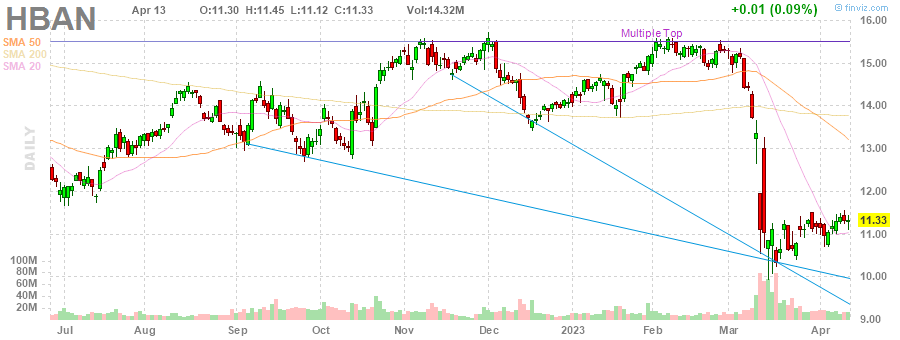 HBAN Apr 13 O:11.30 H:11.45 L:11.12 C:11.33 Vol:14.32M +0.01 (0.09%) © finviz.com
16.00
Multiple Top
SMA 50
SMA 200
SMA 20
15.00
14.00
DAILY
13.00
12.00
11.33
11.00
100M
80M
60M
40M
20M
10.00
9.00
Jul Aug Sep Oct Nov Dec 2023 Feb Mar Apr